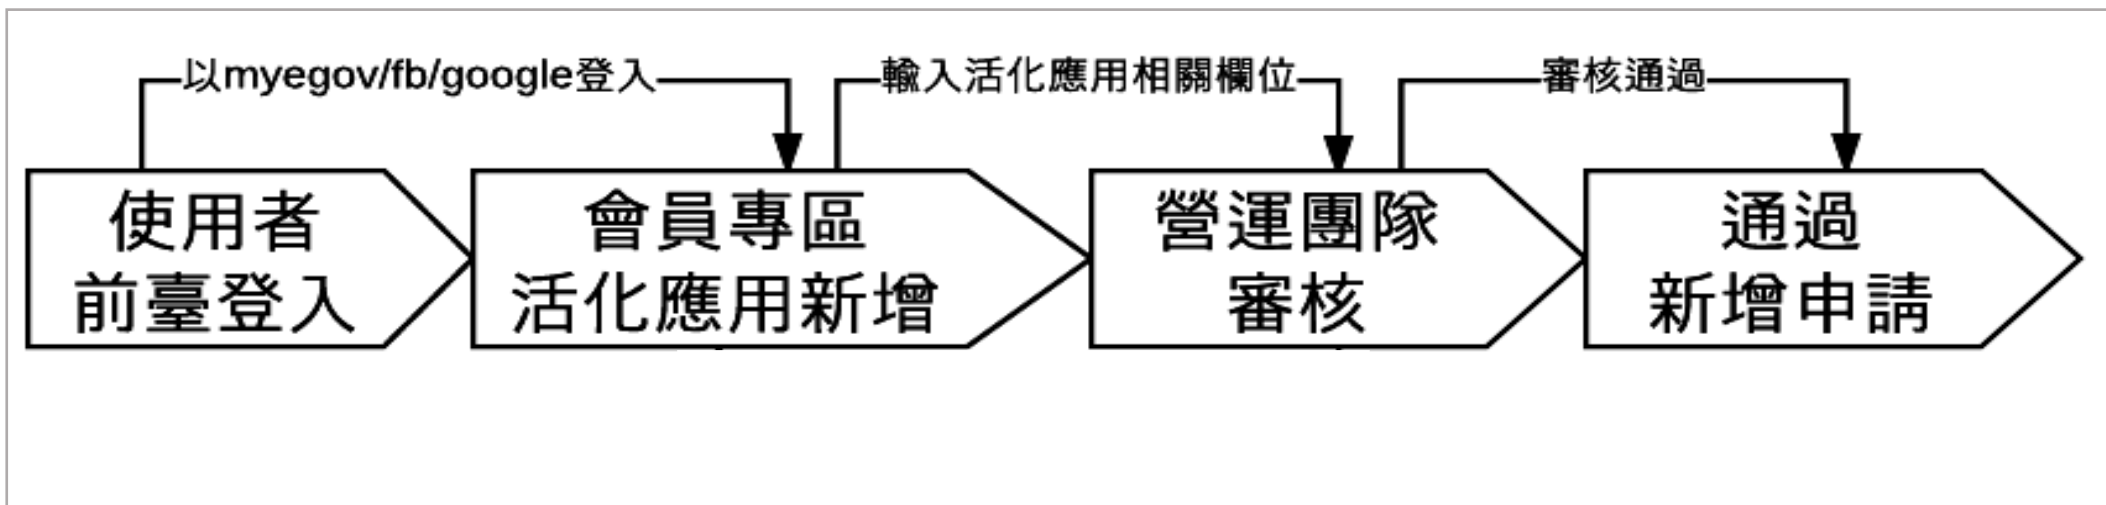 以myegov/fb/google登入
輸入活化應用相關欄位
審核通過
使用者
前臺登入
會員專區
活化應用新增
營運團隊
審核
通過
新增申請